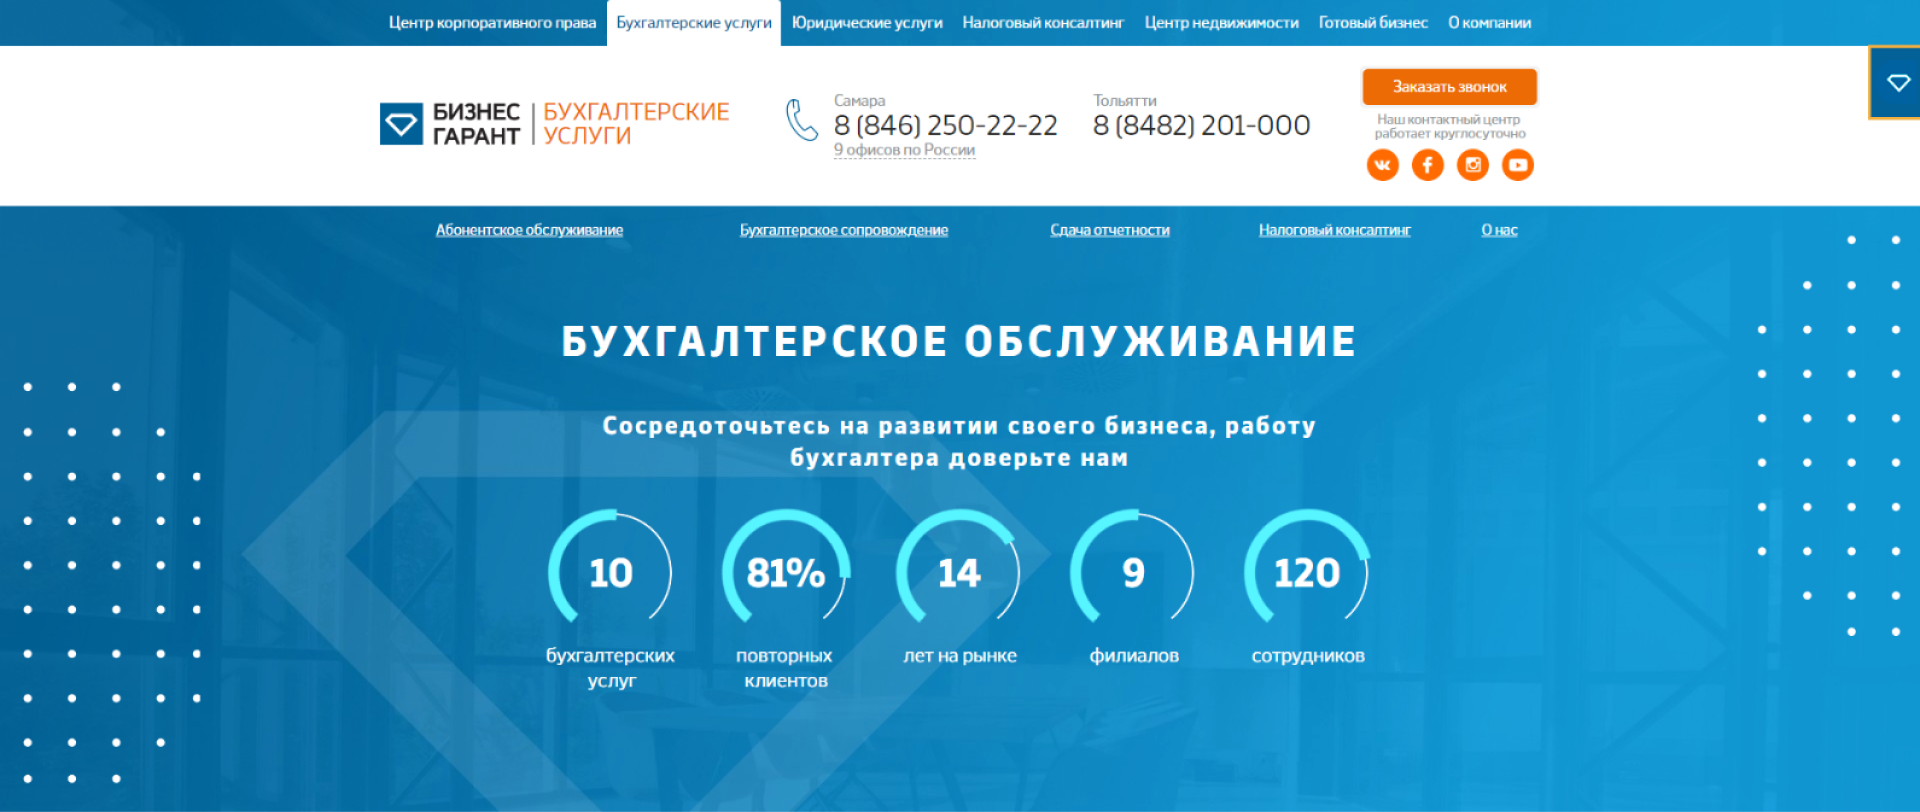 Центр корпоративного права Бухгалтерские услуги Юридические услуги Налоговый консалтинг Центр недвижимости Готовый бизнес О компании
БИЗНЕС ГАРАНТ
БУХГАЛТЕРСКИЕ УСЛУГИ
Самара
8 (846) 250-22-22
9 офисов по России
Тольятти
8 (8482) 201-000
Заказать звонок
Наш контактный центр
работает круглосуточно
Абонентское обслуживание Бухгалтерское сопровождение Сдача отчетности Налоговый консалтинг О нас
БУХГАЛТЕРСКОЕ ОБСЛУЖИВАНИЕ
Сосредоточьтесь на развитии своего бизнеса, работу
бухгалтера доверьте нам
10
бухгалтерских
услуг
81%
повторных
клиентов
14
лет на рынке
9
филиалов
120
сотрудников